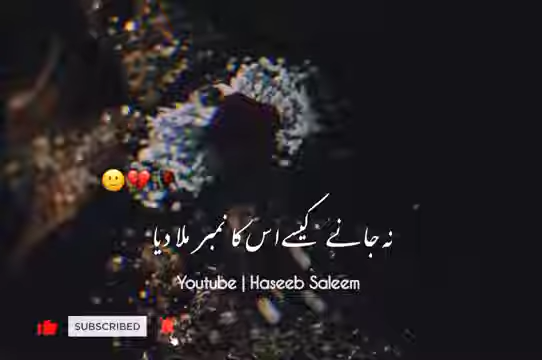 🙂💔🥀
نہ جانے کیسے اس کا نمبر ملا دیا
Youtube | Haseeb Saleem
SUBSCRIBED